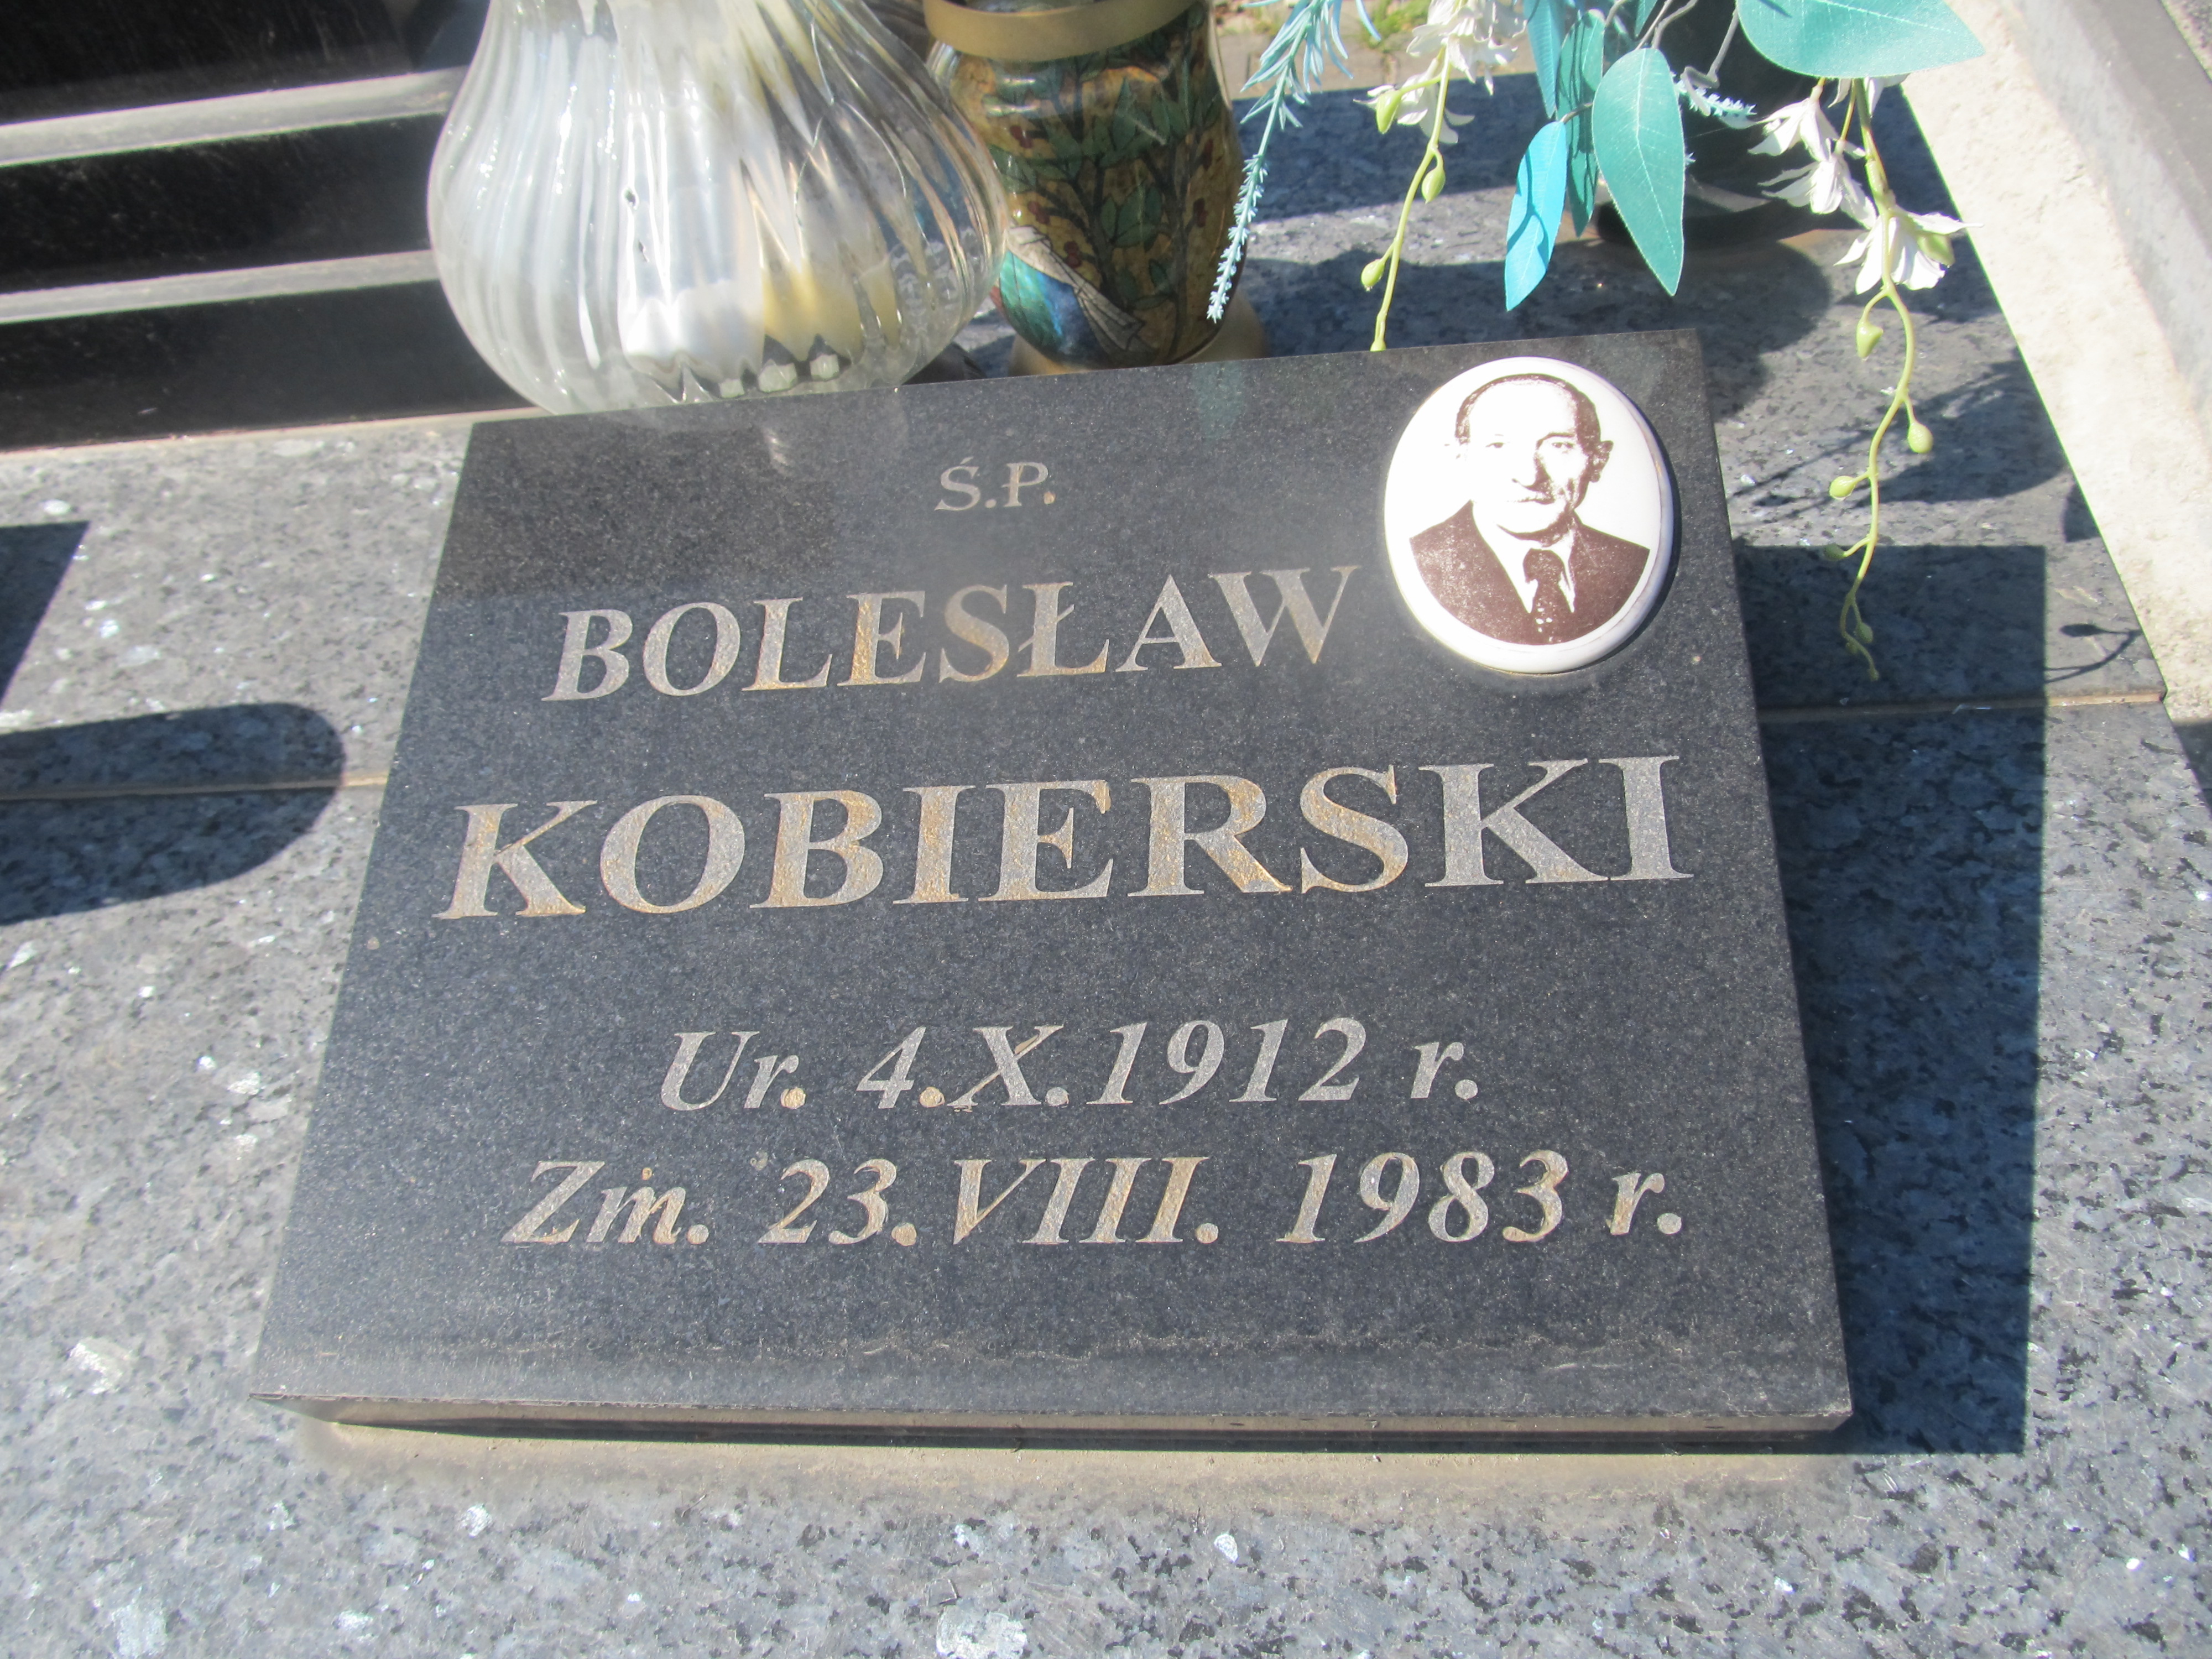 Ś.P.
BOLESŁAW
KOBIERSKI
Ur. 4.X.1912 r.
Zm. 23.VIII. 1983 r.